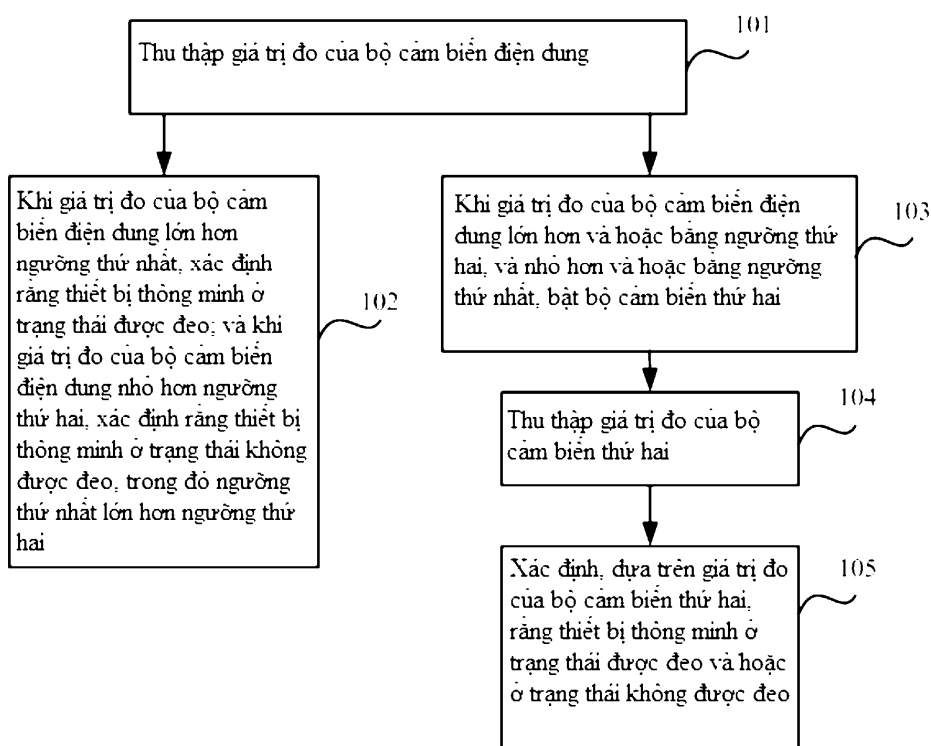 101
Thu thập giá trị đo của bộ cảm biến điện dung
Khi giá trị đo của bộ cảm
biến điện dung lớn hơn
ngưỡng thứ nhất, xác định
rằng thiết bị thông minh ở
trạng thái được đeo; và khi
giá trị đo của bộ cảm biến
điện dung nhỏ hơn ngưỡng
thứ hai, xác định rằng thiết bị
thông minh ở trạng thái không
được đeo, trong đó ngưỡng
thứ nhất lớn hơn ngưỡng thứ
hai
102
Khi giá trị đo của bộ cảm biến điện
dung lớn hơn và hoặc bằng ngưỡng thứ
hai, và nhỏ hơn và hoặc bằng ngưỡng
thứ nhất, bật bộ cảm biến thứ hai
103
Thu thập giá trị đo của bộ
cảm biến thứ hai
104
Xác định, dựa trên giá trị đo
của bộ cảm biến thứ hai,
rằng thiết bị thông minh ở
trạng thái được đeo và hoặc
ở trạng thái không được đeo
105